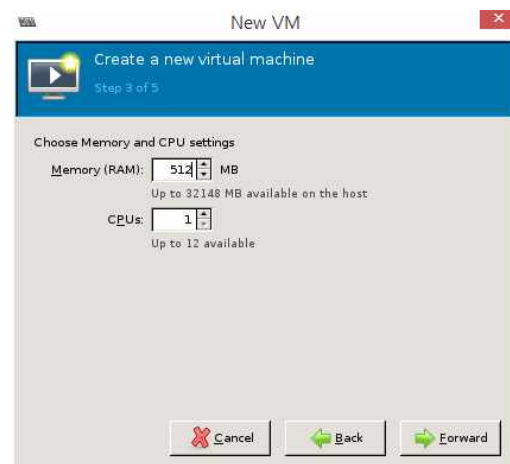 New VM
Create a new virtual machine
Step 3 of 5
Choose Memory and CPU settings
Memory (RAM): 512 MB
Up to 32148 MB available on the host
CPUs: 1
Up to 12 available
Cancel Back Forward